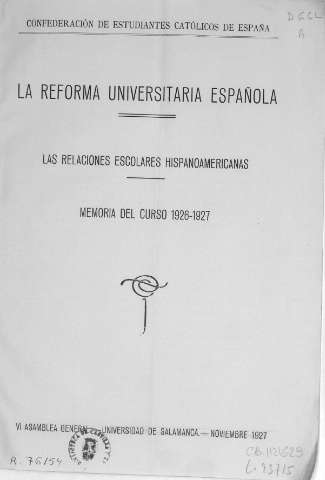 CONFEDERACIÓN DE ESTUDIANTES CATÓLICOS DE ESPAÑA
LA REFORMA UNIVERSITARIA ESPAÑOLA
LAS RELACIONES ESCOLARES HISPANOAMERICANAS
MEMORIA DEL CURSO 1926-1927
VI ASAMBLEA GENERAL UNIVERSIDAD DE SALAMANCA.—NOVIEMBRE 1927
R. 76154